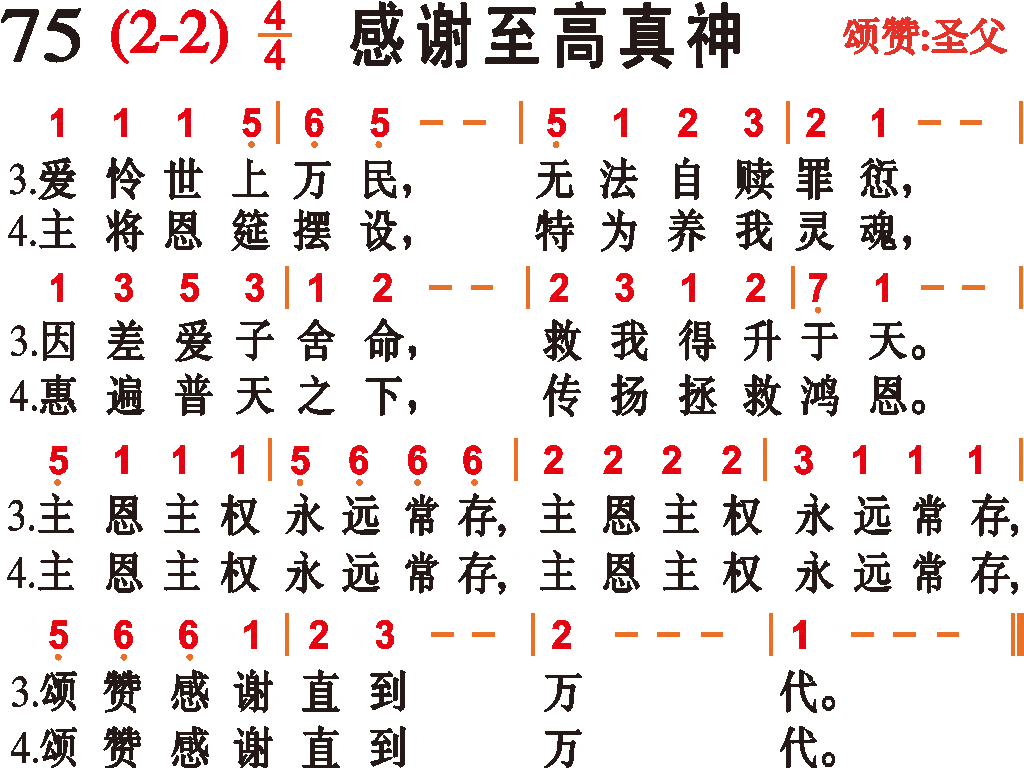 75 (2-2) 4/4 感谢至高真神 颂赞:圣父
1 1 1 5̣ | 6̣ 5̣ – – | 5̣ 1 2 3 | 2 1 – – |
3.爱怜世上万民, 无法自赎罪愆,
4.主将恩筵摆设, 特为养我灵魂,
1 3 5 3 | 1 2 – – | 2 3 1 2 | 7̣ 1 – – |
3.因差爱子舍命, 救我得升于天。
4.惠遍普天之下, 传扬拯救鸿恩。
5̣ 1 1 1 | 5̣ 6̣ 6̣ 6̣ | 2 2 2 2 | 3 1 1 1 |
3.主恩主权永远常存, 主恩主权永远常存,
4.主恩主权永远常存, 主恩主权永远常存,
5̣ 6̣ 6̣ 1 | 2 3 – – | 2 – – – | 1 – – – ‖
3.颂赞感谢直到万代。
4.颂赞感谢直到万代。